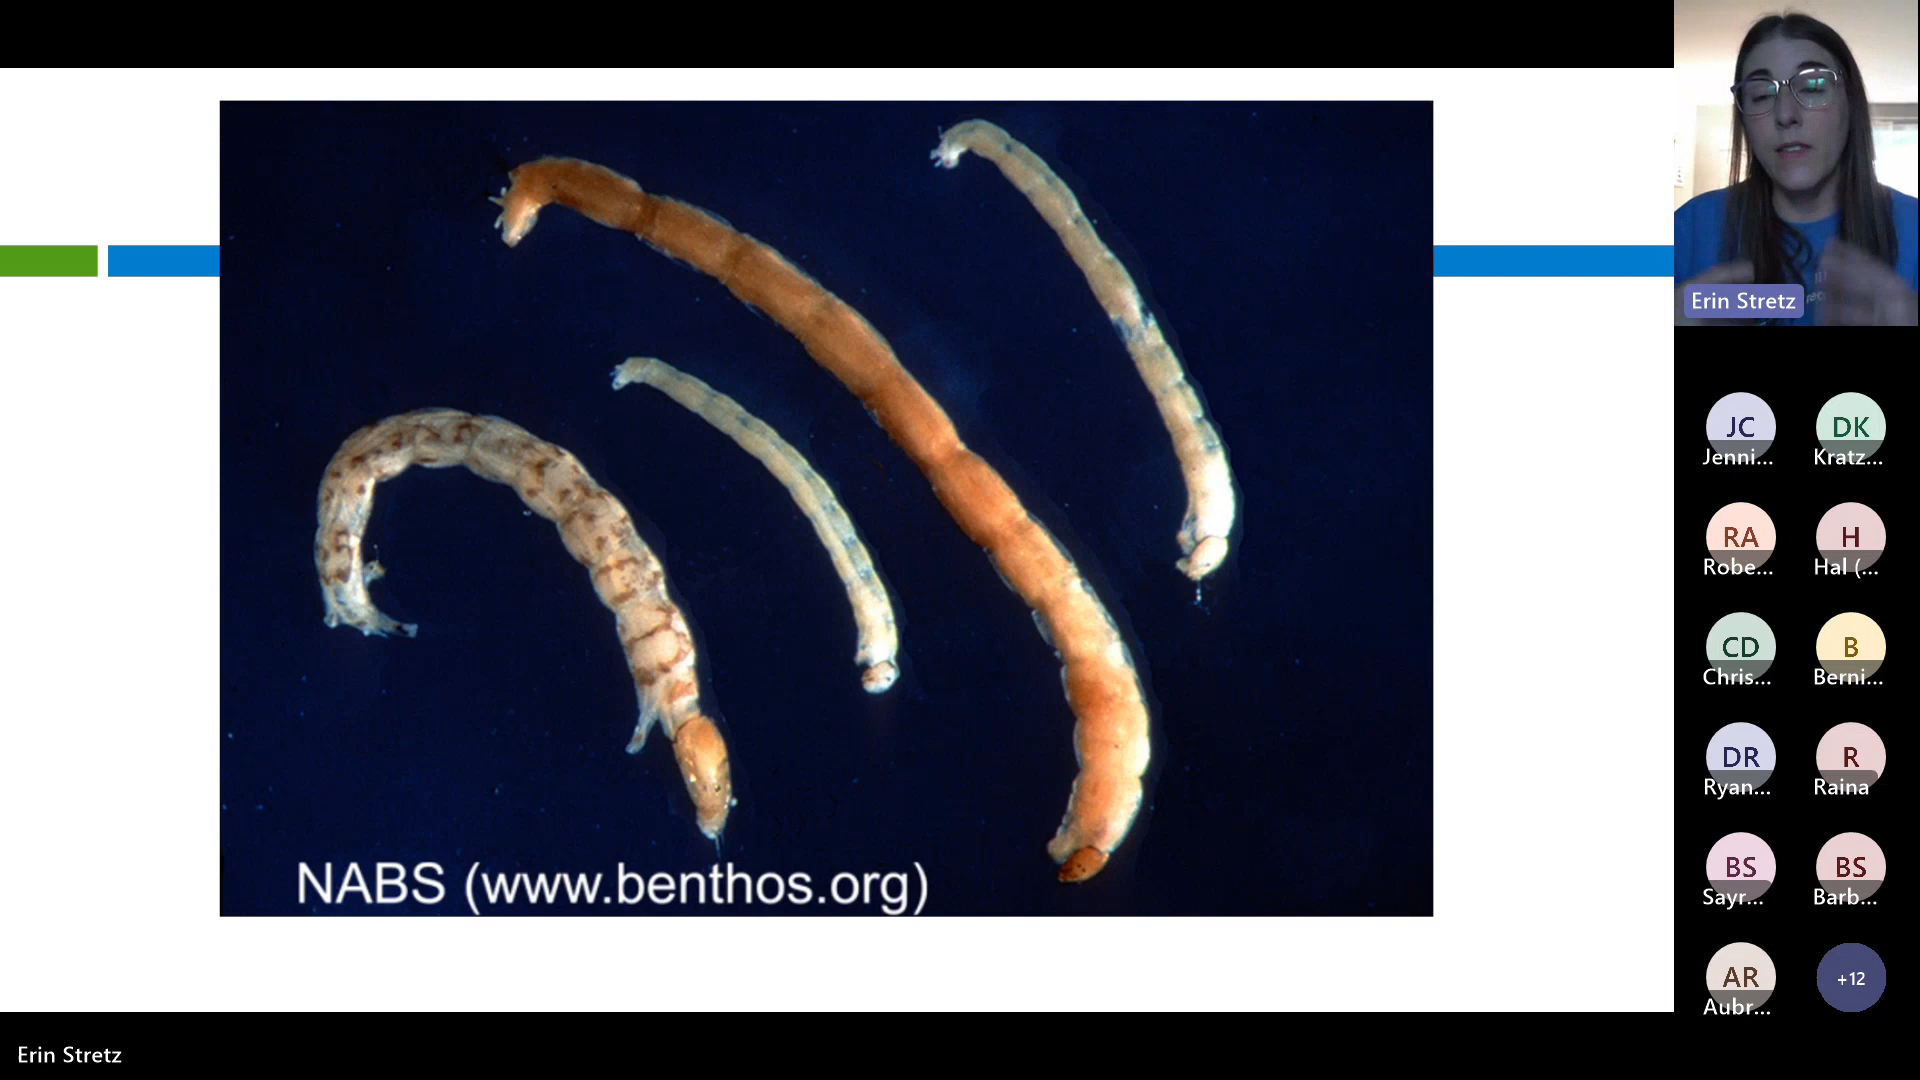 NABS (www.benthos.org)
Erin Stretz
JC
Jenni...
DK
Kratz...
RA
Robe...
H
Hal (...
CD
Chris...
B
Berni...
DR
Ryan...
R
Raina
BS
Sayr...
BS
Barb...
AR
Aubr...
+12
Erin Stretz